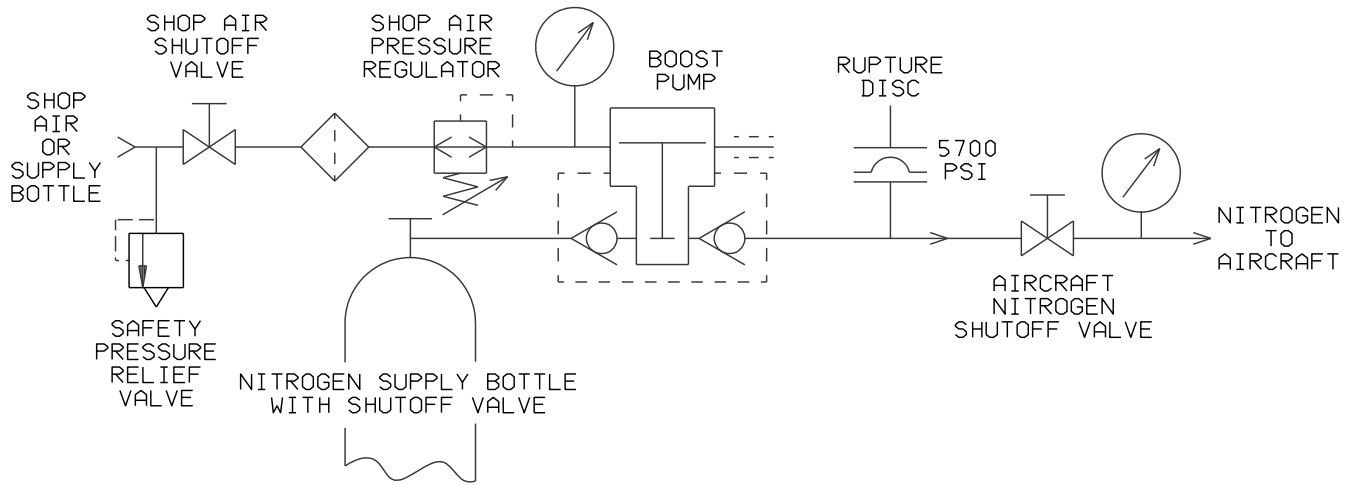 SHOP AIR
SHUTOFF
VALVE
SHOP AIR
PRESSURE
REGULATOR
BOOST
PUMP
RUPTURE
DISC
5700
PSI
SHOP
AIR
OR
SUPPLY
BOTTLE
NITROGEN
TO
AIRCRAFT
AIRCRAFT
NITROGEN
SHUTOFF VALVE
SAFETY
PRESSURE
RELIEF
VALVE
NITROGEN SUPPLY BOTTLE
WITH SHUTOFF VALVE